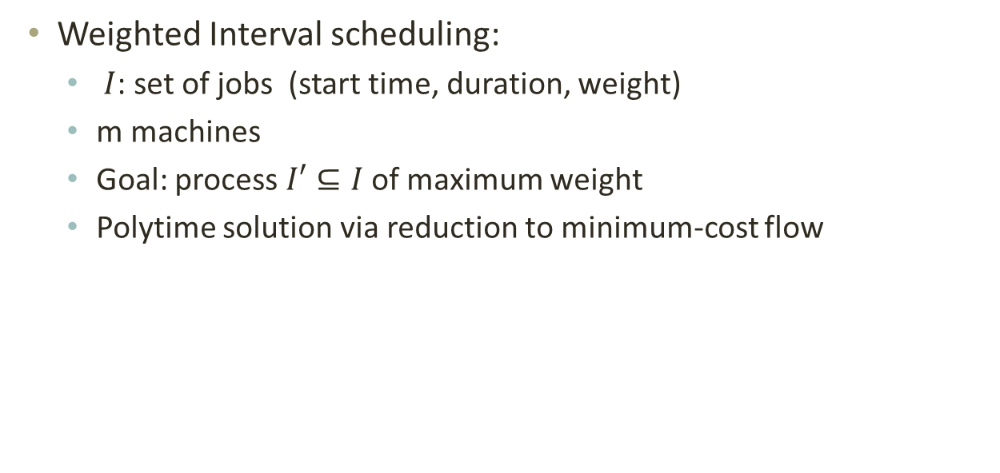 • Weighted Interval scheduling:
• I: set of jobs (start time, duration, weight)
• m machines
• Goal: process I′ ⊆ I of maximum weight
• Polytime solution via reduction to minimum-cost flow